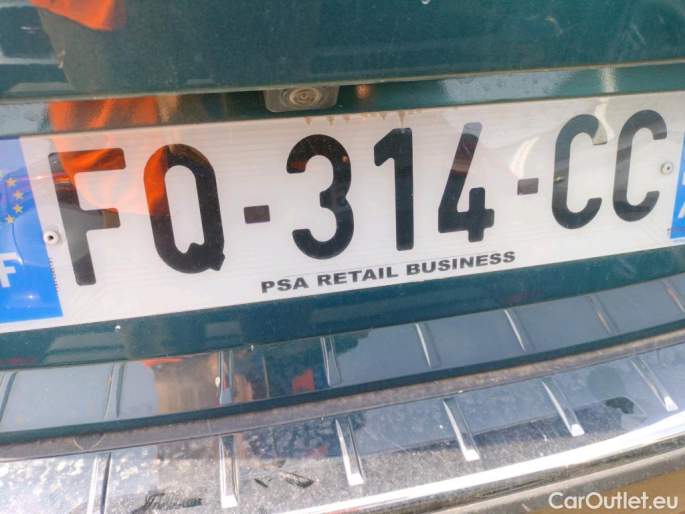 F
FQ-314-CC
PSA RETAIL BUSINESS
CarOutlet.eu